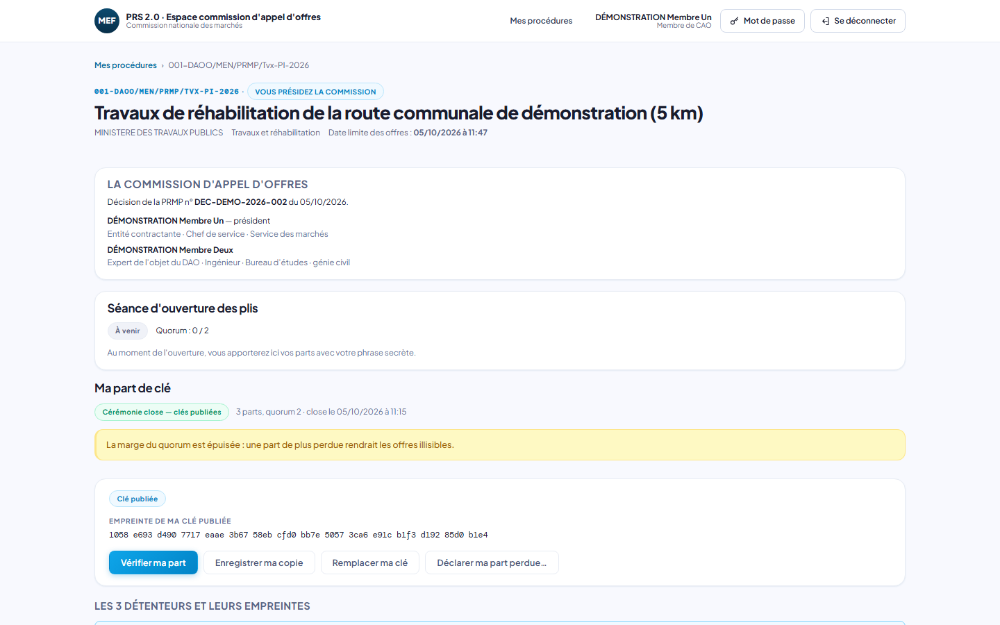 MEF
PRS 2.0 · Espace commission d'appel d'offres
Commission nationale des marchés
Mes procédures
DÉMONSTRATION Membre Un
Membre de CAO
Mot de passe
Se déconnecter
Mes procédures › 001-DAOO/MEN/PRMP/Tvx-PI-2026
001-DAOO/MEN/PRMP/TVX-PI-2026 · VOUS PRÉSIDEZ LA COMMISSION
Travaux de réhabilitation de la route communale de démonstration (5 km)
MINISTERE DES TRAVAUX PUBLICS Travaux et réhabilitation Date limite des offres : 05/10/2026 à 11:47
LA COMMISSION D'APPEL D'OFFRES
Décision de la PRMP n° DEC-DEMO-2026-002 du 05/10/2026.
DÉMONSTRATION Membre Un — président
Entité contractante · Chef de service · Service des marchés
DÉMONSTRATION Membre Deux
Expert de l'objet du DAO · Ingénieur · Bureau d'études · génie civil
Séance d'ouverture des plis
À venir Quorum : 0 / 2
Au moment de l'ouverture, vous apporterez ici vos parts avec votre phrase secrète.
Ma part de clé
Cérémonie close — clés publiées 3 parts, quorum 2 · close le 05/10/2026 à 11:15
La marge du quorum est épuisée : une part de plus perdue rendrait les offres illisibles.
Clé publiée
EMPREINTE DE MA CLÉ PUBLIÉE
1058 e693 d490 7717 eaae 3b67 58eb cfd0 bb7e 5057 3ca6 e91c b1f3 d192 85d0 b1e4
Vérifier ma part Enregistrer ma copie Remplacer ma clé Déclarer ma part perdue…
LES 3 DÉTENTEURS ET LEURS EMPREINTES